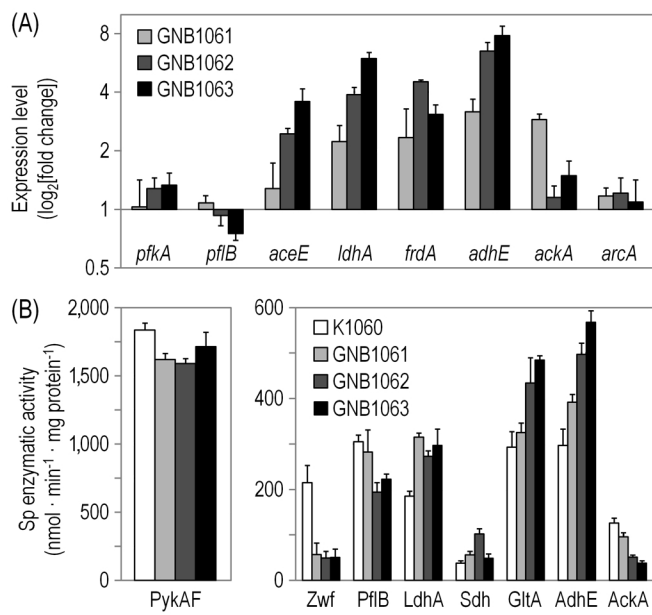 (A)
Expression level
(log₂[fold change])
8
4
2
1
0.5
GNB1061
GNB1062
GNB1063
pfkA pflB aceE ldhA frdA adhE ackA arcA
(B)
Sp enzymatic activity
(nmol · min⁻¹ · mg protein⁻¹)
2,000
1,500
1,000
500
0
PykAF
600
400
200
0
K1060
GNB1061
GNB1062
GNB1063
Zwf PflB LdhA Sdh GltA AdhE AckA